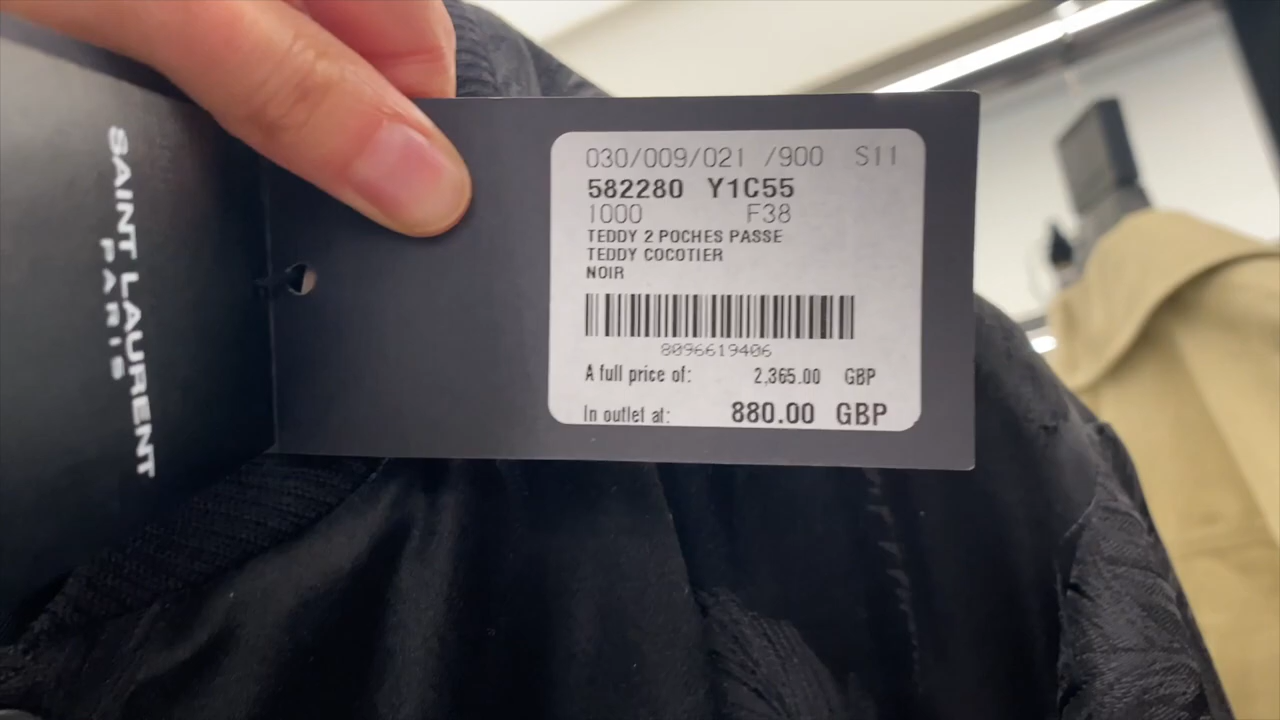 SAINT LAURENT
PARIS
030/009/021 /900 S11
582280 Y1C55
1000 F38
TEDDY 2 POCHES PASSE
TEDDY COCOTIER
NOIR
8096619406
A full price of: 2,365.00 GBP
In outlet at: 880.00 GBP